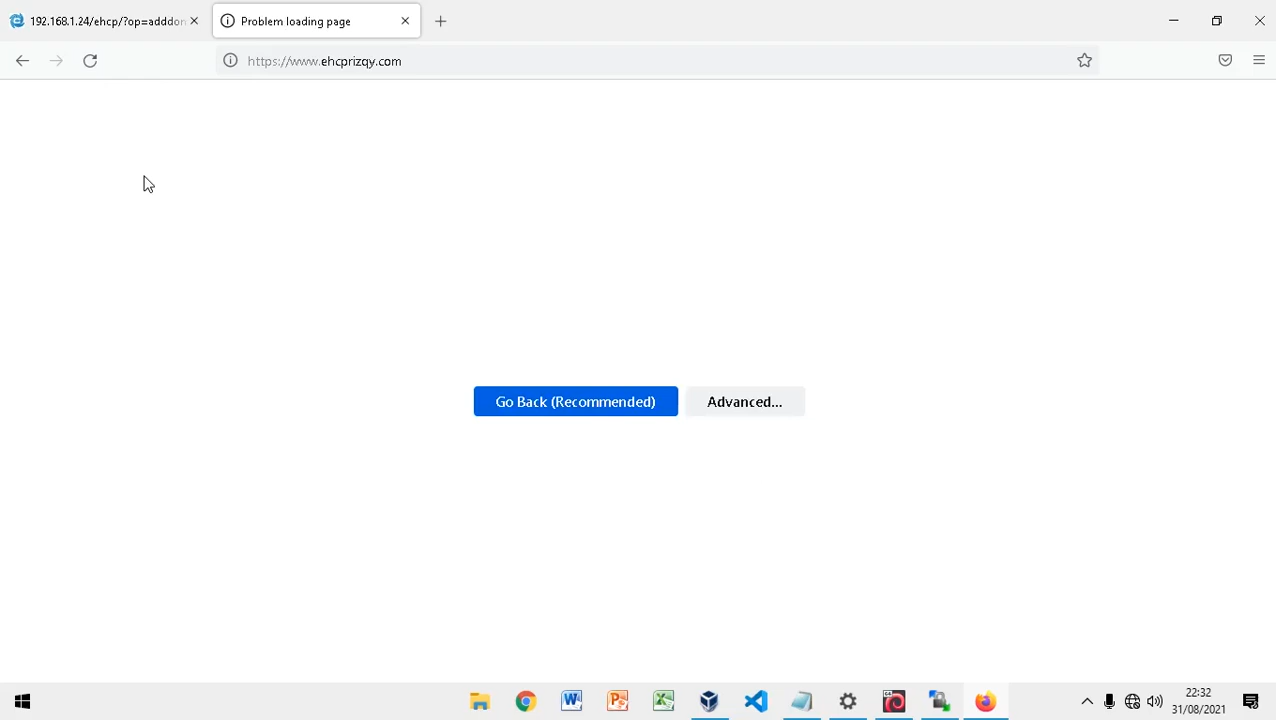 192.168.1.24/ehcp/?op=adddom
Problem loading page
https://www.ehcprizqy.com
Go Back (Recommended)
Advanced...
22:32
31/08/2021